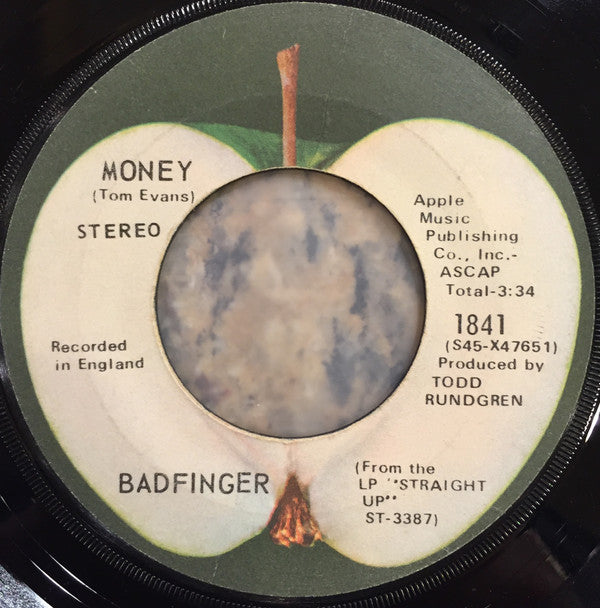 MONEY
(Tom Evans)
STEREO
Recorded
in England
BADFINGER
Apple
Music
Publishing
Co., Inc.-
ASCAP
Total-3:34
1841
(S45-X47651)
Produced by
TODD
RUNDGREN
(From the
LP "STRAIGHT
UP"
ST-3387)